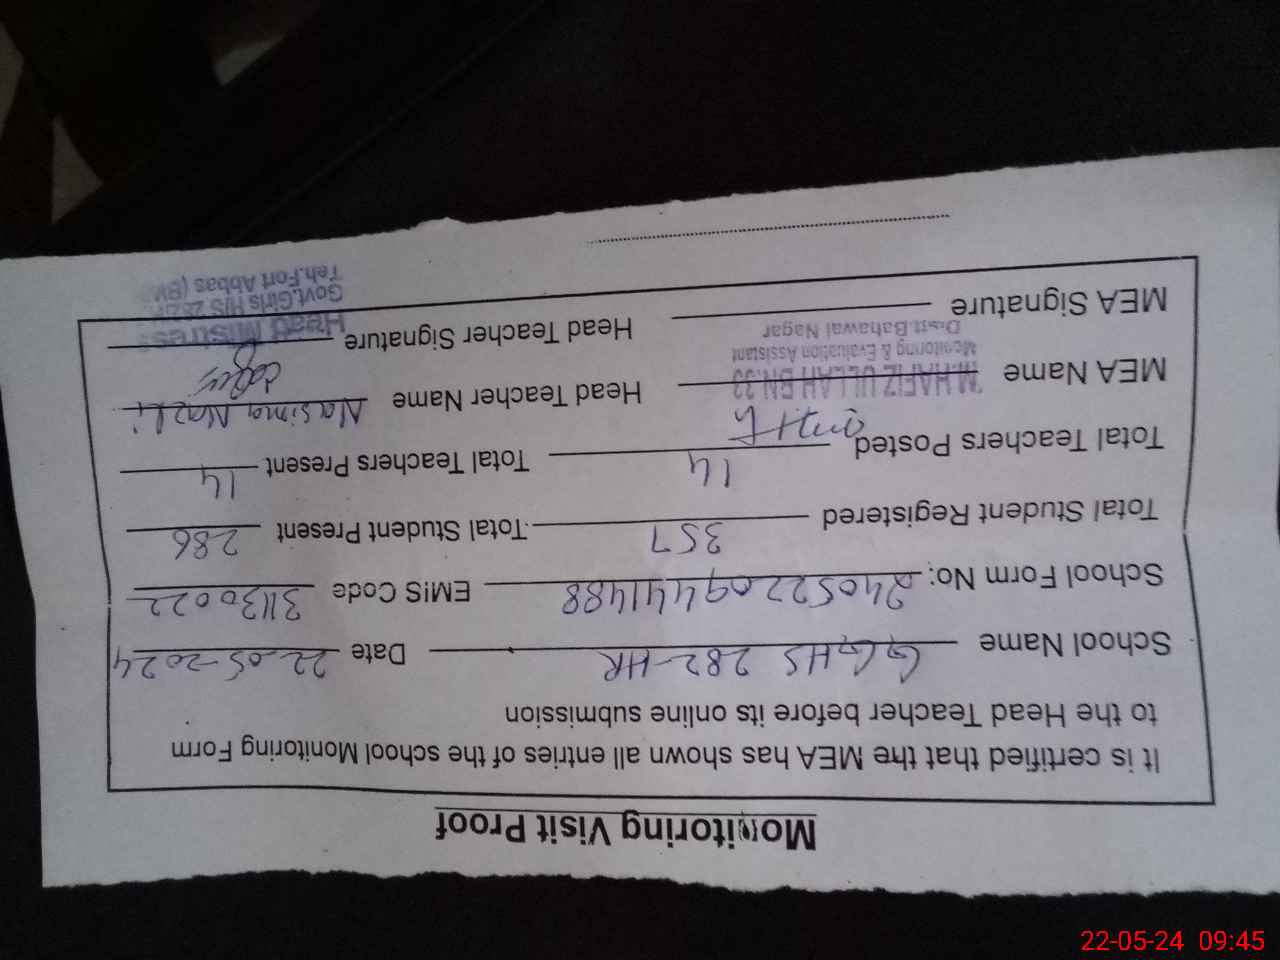 Monitoring Visit Proof
It is certified that the MEA has shown all entries of the school Monitoring Form
to the Head Teacher before its online submission
School Name GGHS 282-HR Date 22-05-2024
School Form No: 240522094441488 EMIS Code 31130022
Total Student Registered 357 Total Student Present 286
Total Teachers Posted 14 Total Teachers Present 14
MEA Name M.HAFIZ ULLAH BN.33 Head Teacher Name Nasima Nazli
Monitoring & Evaluation Assistant
Distt.Bahawal Nagar
MEA Signature Head Teacher Signature
Head Mistress
Govt.Girls H/S 282/
Teh.Fort Abbas (B
22-05-24 09:45